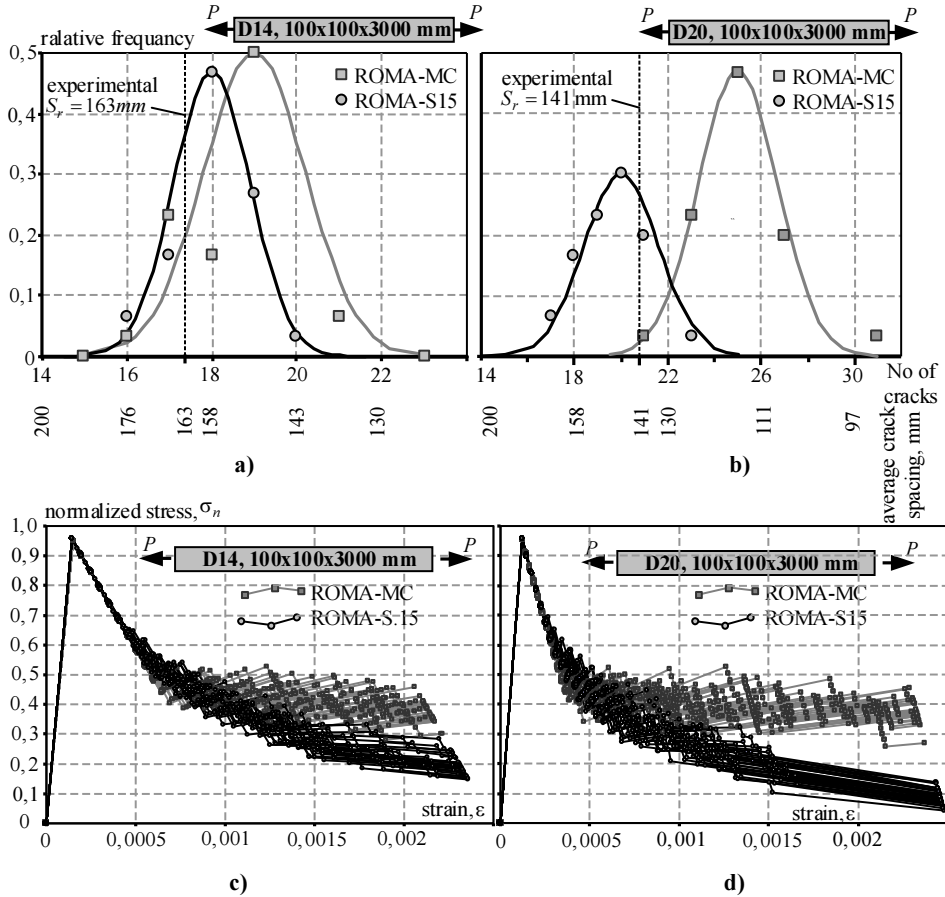 P P
D14, 100x100x3000 mm
P P
D20, 100x100x3000 mm
ralative frequancy
0,5
0,4
0,3
0,2
0,1
0
experimental
S_r = 163mm
ROMA-MC
ROMA-S15
experimental
S_r = 141 mm
ROMA-MC
ROMA-S15
14 16 18 20 22
14 18 22 26 30
No of
cracks
200 176 163 158 143 130
200 158 141 130 111 97
average crack
spacing, mm
a)
b)
normalized stress, σn
1,0
0,9
0,8
0,7
0,6
0,5
0,4
0,3
0,2
0,1
0
P P
D14, 100x100x3000 mm
ROMA-MC
ROMA-S.15
strain, ε
0 0,0005 0,001 0,0015 0,002
P P
D20, 100x100x3000 mm
ROMA-MC
ROMA-S15
strain, ε
0 0,0005 0,001 0,0015 0,002
c)
d)